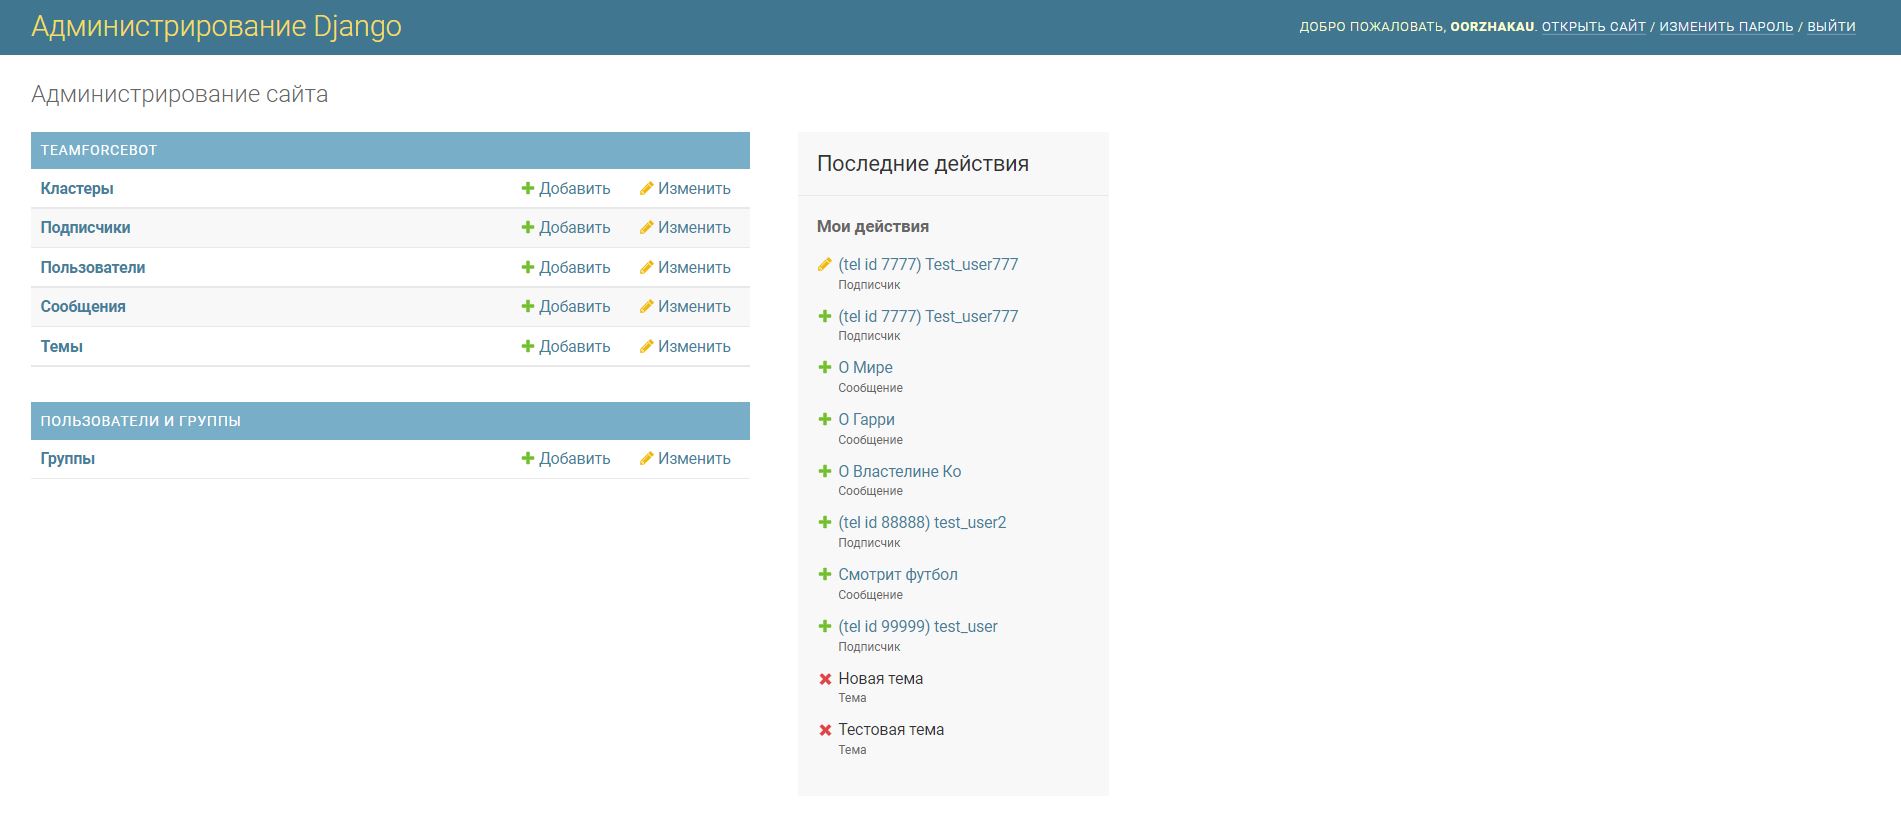 Администрирование Django
ДОБРО ПОЖАЛОВАТЬ, OORZHAKAU. ОТКРЫТЬ САЙТ / ИЗМЕНИТЬ ПАРОЛЬ / ВЫЙТИ
Администрирование сайта
TEAMFORCEBOT
Кластеры Добавить Изменить
Подписчики Добавить Изменить
Пользователи Добавить Изменить
Сообщения Добавить Изменить
Темы Добавить Изменить
ПОЛЬЗОВАТЕЛИ И ГРУППЫ
Группы Добавить Изменить
Последние действия
Мои действия
(tel id 7777) Test_user777
Подписчик
(tel id 7777) Test_user777
Подписчик
О Мире
Сообщение
О Гарри
Сообщение
О Властелине Ко
Сообщение
(tel id 88888) test_user2
Подписчик
Смотрит футбол
Сообщение
(tel id 99999) test_user
Подписчик
Новая тема
Тема
Тестовая тема
Тема